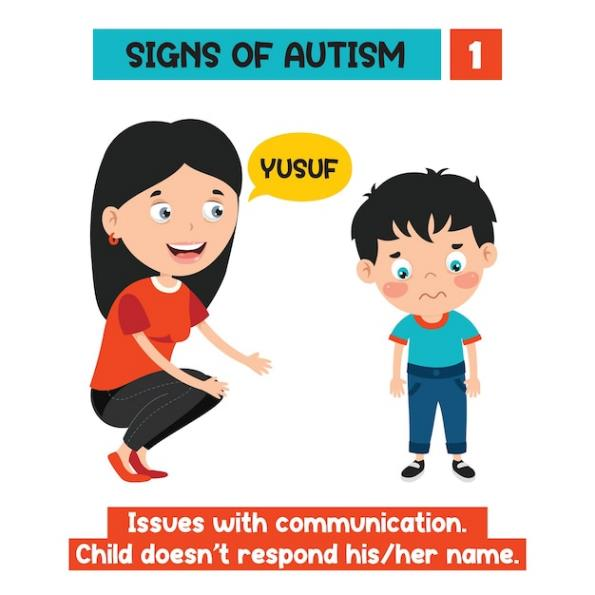 SIGNS OF AUTISM 1
YUSUF
Issues with communication.
Child doesn't respond his/her name.